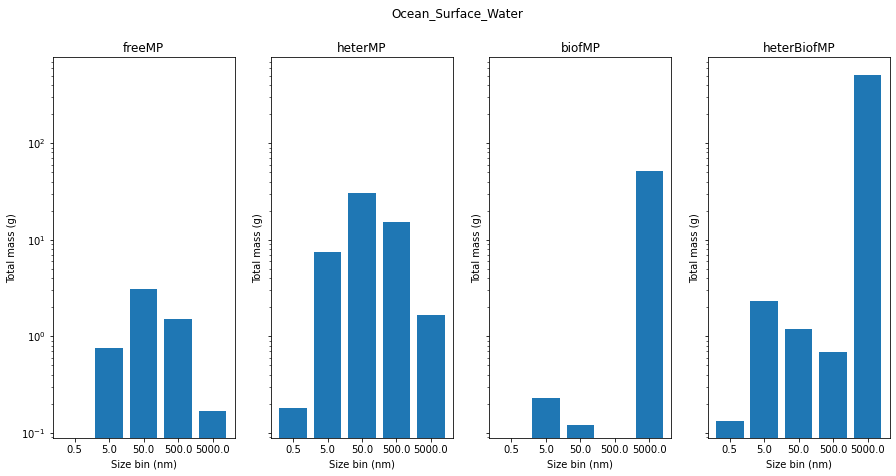 Ocean_Surface_Water
freeMP
heterMP
biofMP
heterBiofMP
Total mass (g)
10²
10¹
10⁰
10⁻¹
0.5 5.0 50.0 500.0 5000.0
Size bin (nm)
Total mass (g)
0.5 5.0 50.0 500.0 5000.0
Size bin (nm)
Total mass (g)
0.5 5.0 50.0 500.0 5000.0
Size bin (nm)
Total mass (g)
0.5 5.0 50.0 500.0 5000.0
Size bin (nm)